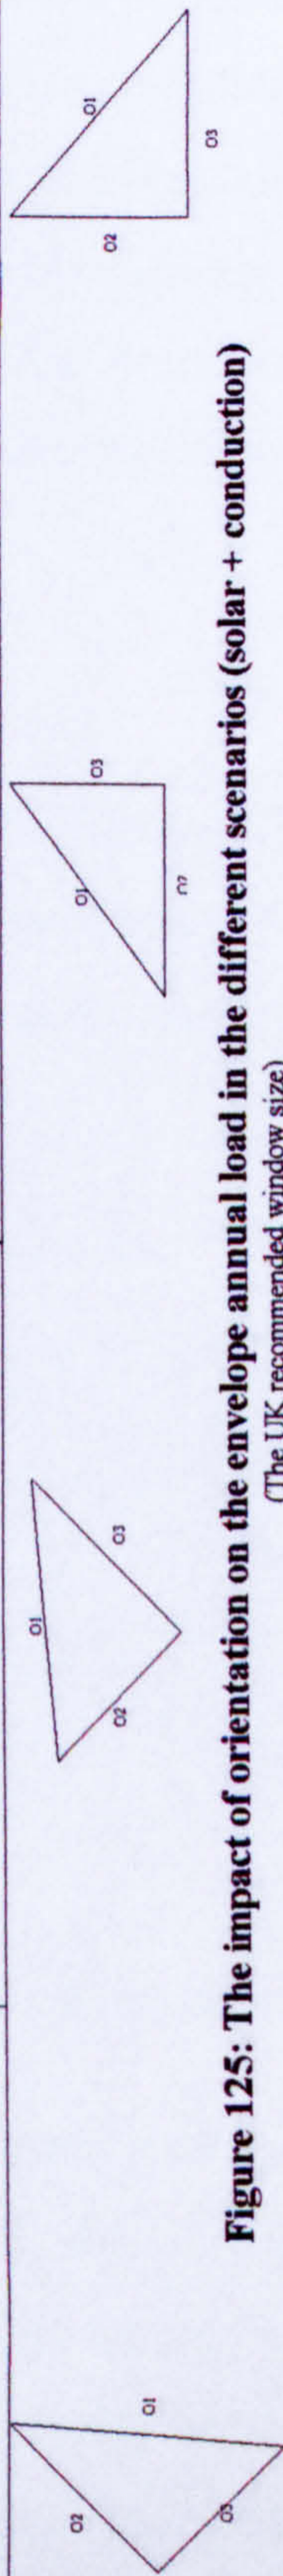 O2
O1
O3
O1
O2
O3
O1
O3
O1
O2
O3
Figure 125: The impact of orientation on the envelope annual load in the different scenarios (solar + conduction)
(The UK recommended window size)